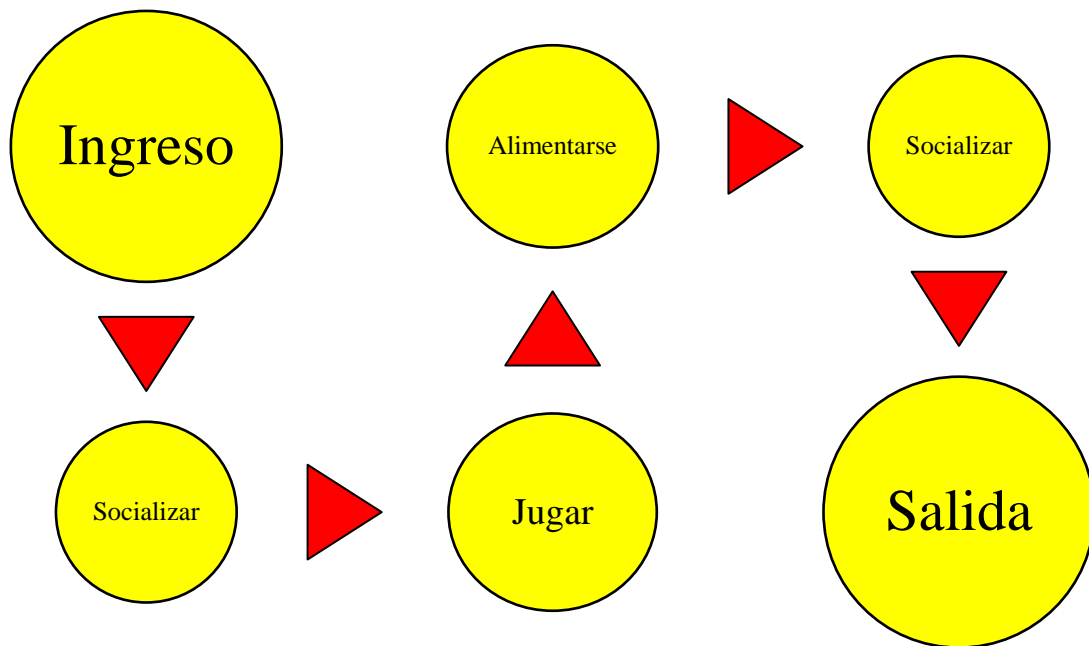 Ingreso
Socializar
Jugar
Alimentarse
Socializar
Salida